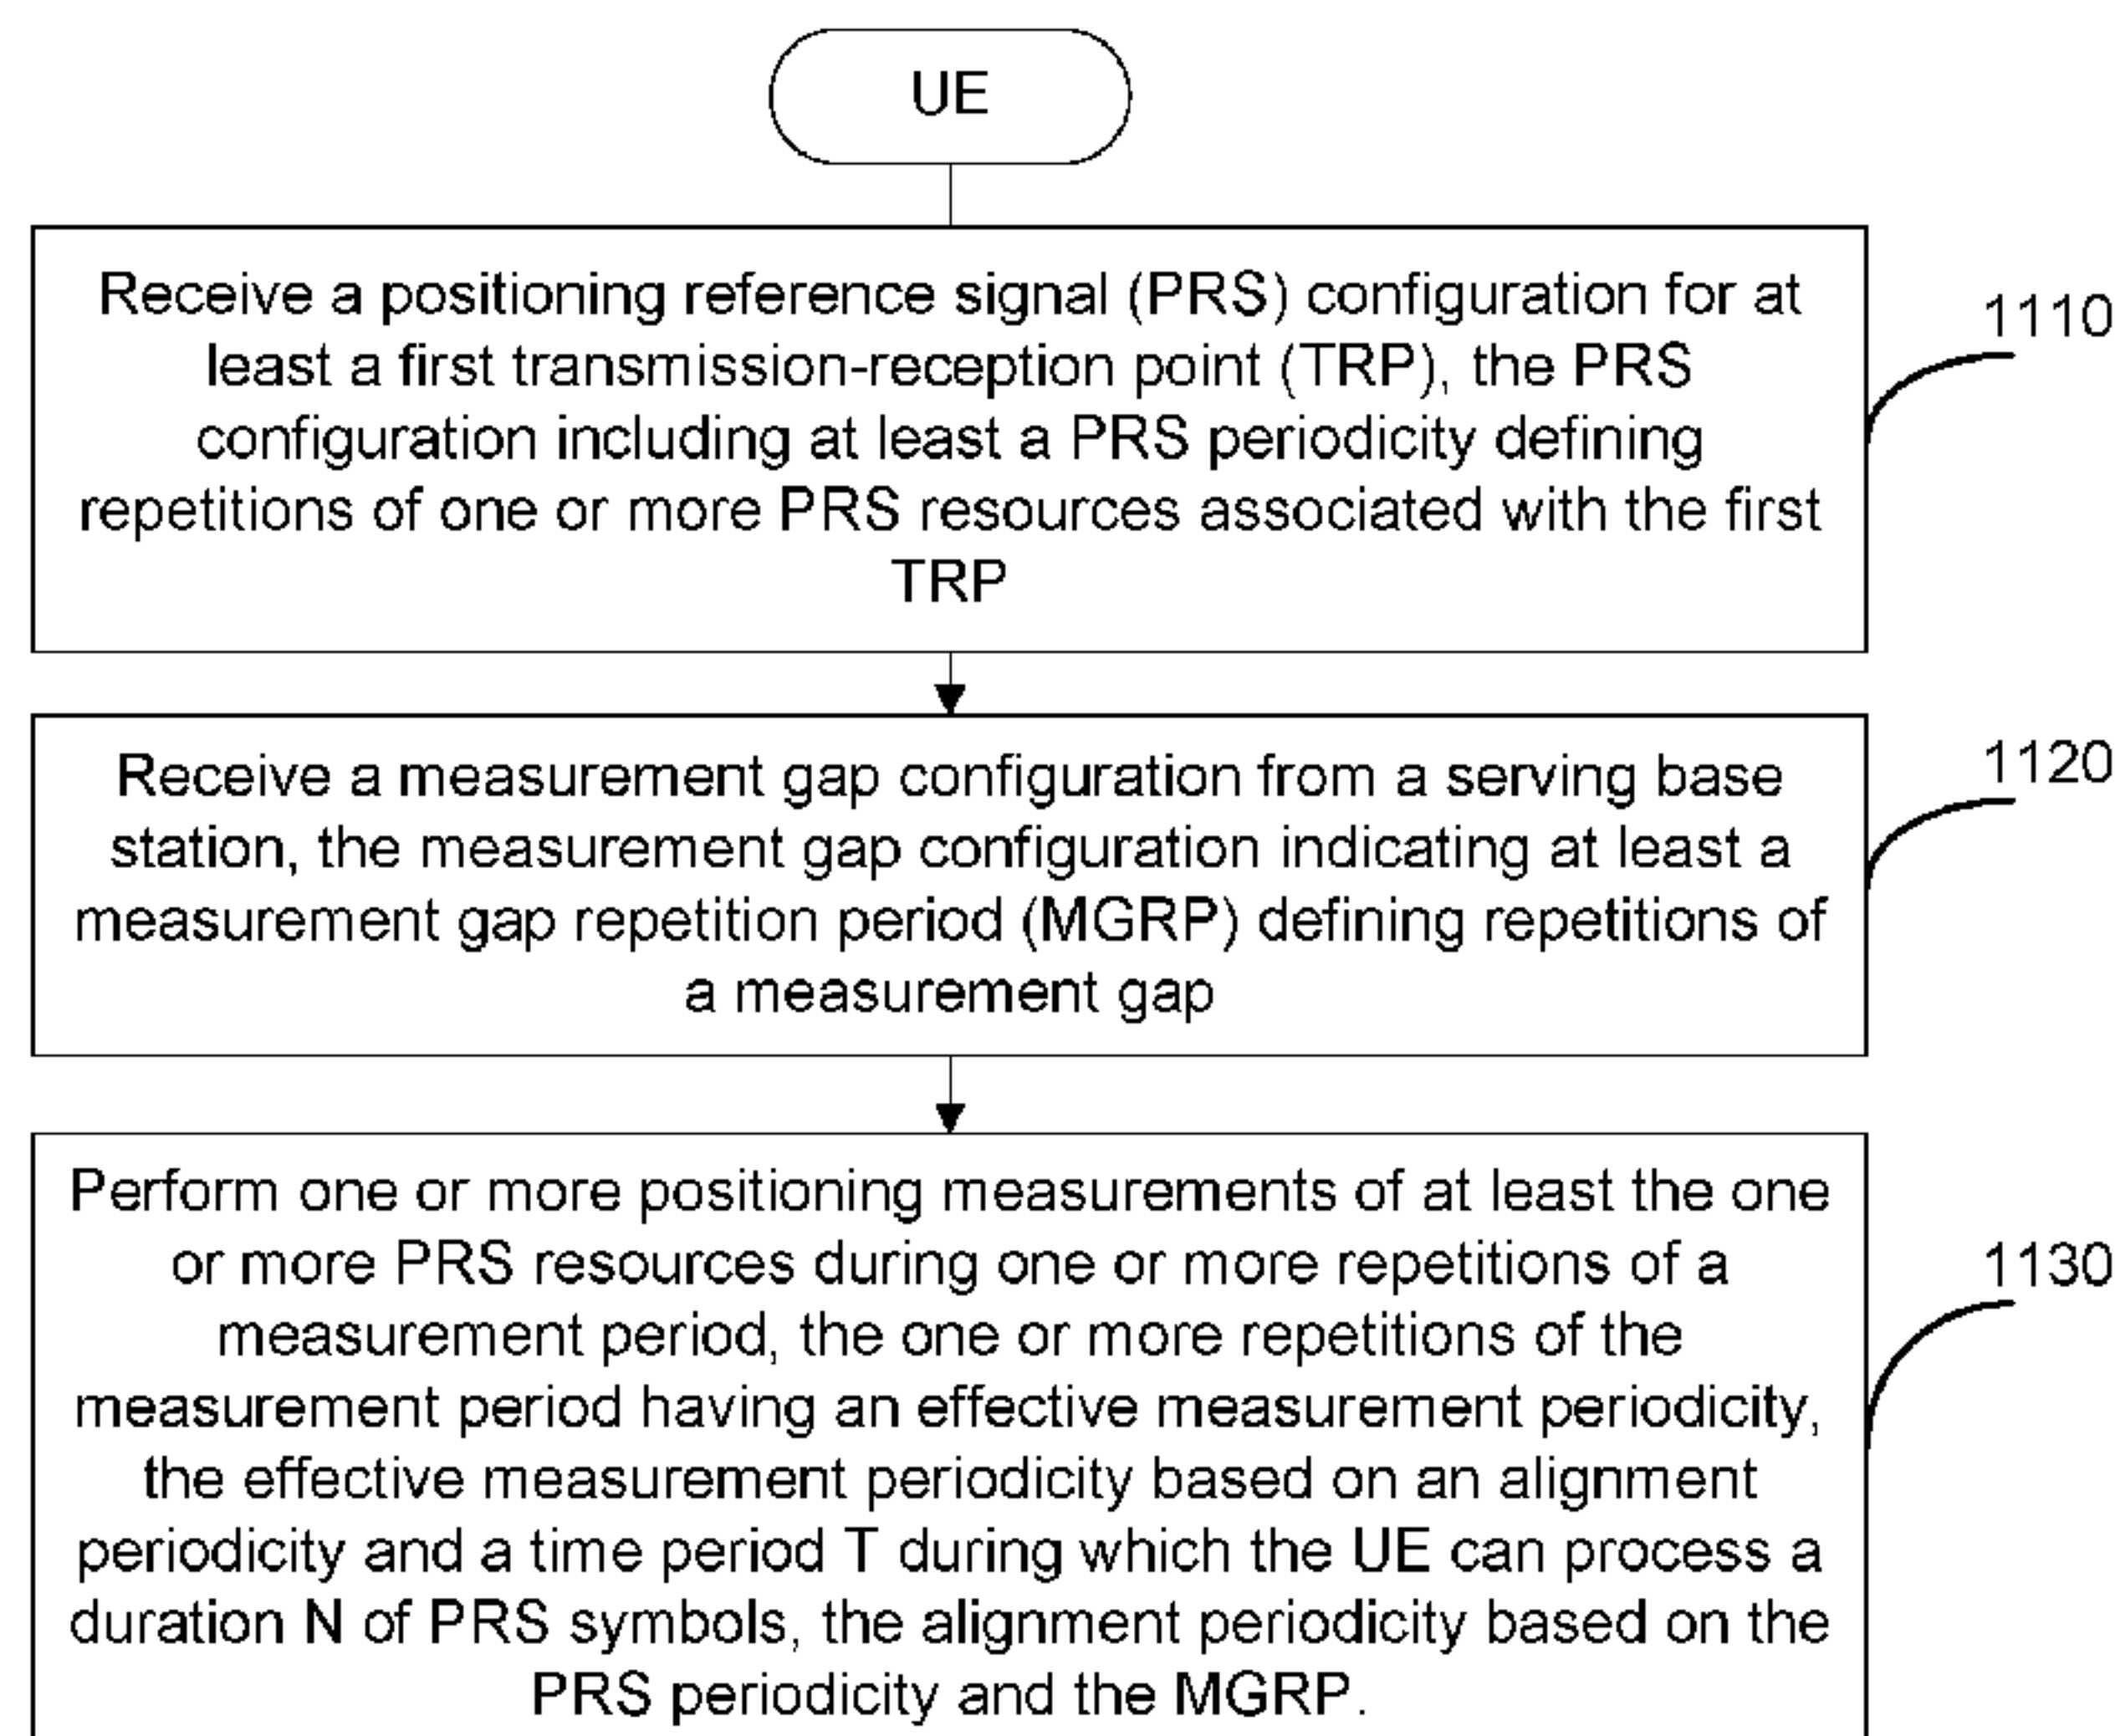 UE
Receive a positioning reference signal (PRS) configuration for at
least a first transmission-reception point (TRP), the PRS
configuration including at least a PRS periodicity defining
repetitions of one or more PRS resources associated with the first
TRP
1110
Receive a measurement gap configuration from a serving base
station, the measurement gap configuration indicating at least a
measurement gap repetition period (MGRP) defining repetitions of
a measurement gap
1120
Perform one or more positioning measurements of at least the one
or more PRS resources during one or more repetitions of a
measurement period, the one or more repetitions of the
measurement period having an effective measurement periodicity,
the effective measurement periodicity based on an alignment
periodicity and a time period T during which the UE can process a
duration N of PRS symbols, the alignment periodicity based on the
PRS periodicity and the MGRP.
1130